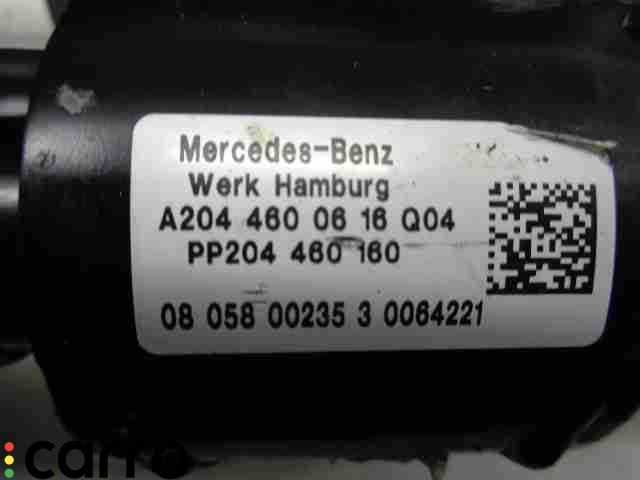 Mercedes-Benz
Werk Hamburg
A204 460 06 16 Q04
PP204 460 160
08 058 00235 3 0064221
carro